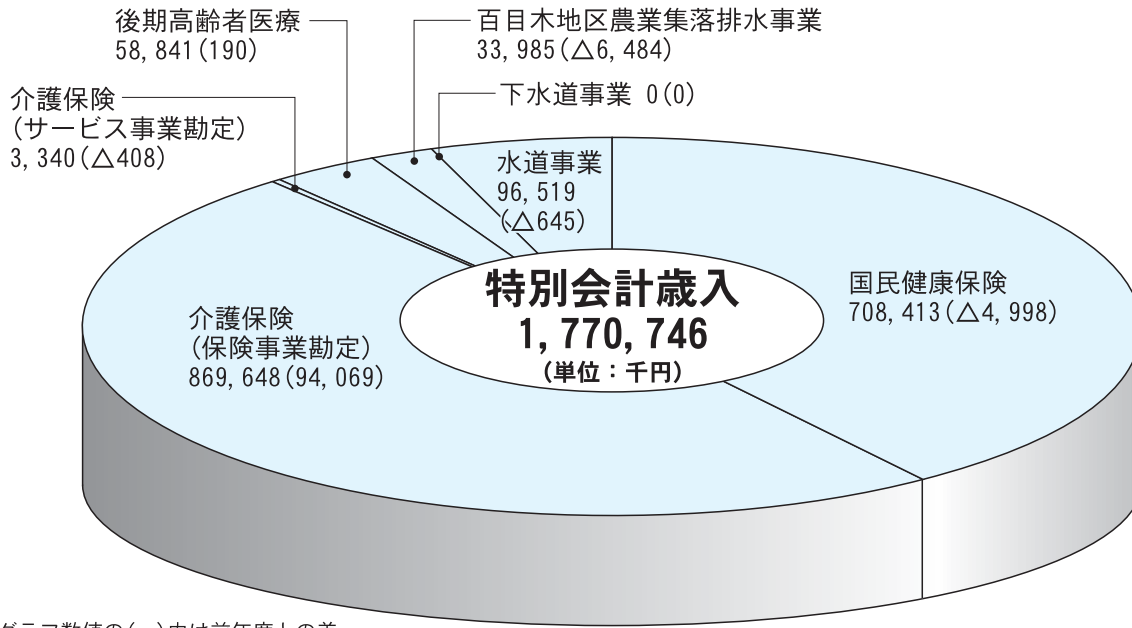 後期高齢者医療
58,841(190)
百目木地区農業集落排水事業
33,985(△6,484)
下水道事業 0(0)
介護保険
(サービス事業勘定)
3,340(△408)
水道事業
96,519
(△645)
国民健康保険
708,413(△4,998)
介護保険
(保険事業勘定)
869,648(94,069)
特別会計歳入
1,770,746
(単位：千円)